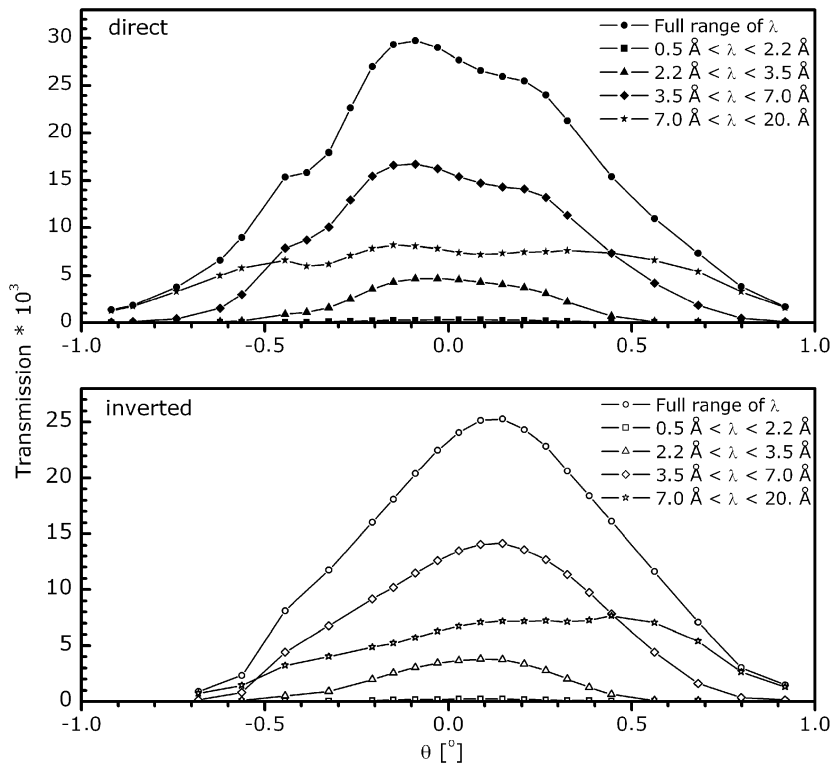 direct
Full range of λ
0.5 Å < λ < 2.2 Å
2.2 Å < λ < 3.5 Å
3.5 Å < λ < 7.0 Å
7.0 Å < λ < 20. Å
30
25
20
15
10
5
0
-1.0 -0.5 0.0 0.5 1.0
Transmission * 10³
inverted
Full range of λ
0.5 Å < λ < 2.2 Å
2.2 Å < λ < 3.5 Å
3.5 Å < λ < 7.0 Å
7.0 Å < λ < 20. Å
25
20
15
10
5
0
-1.0 -0.5 0.0 0.5 1.0
θ [°]